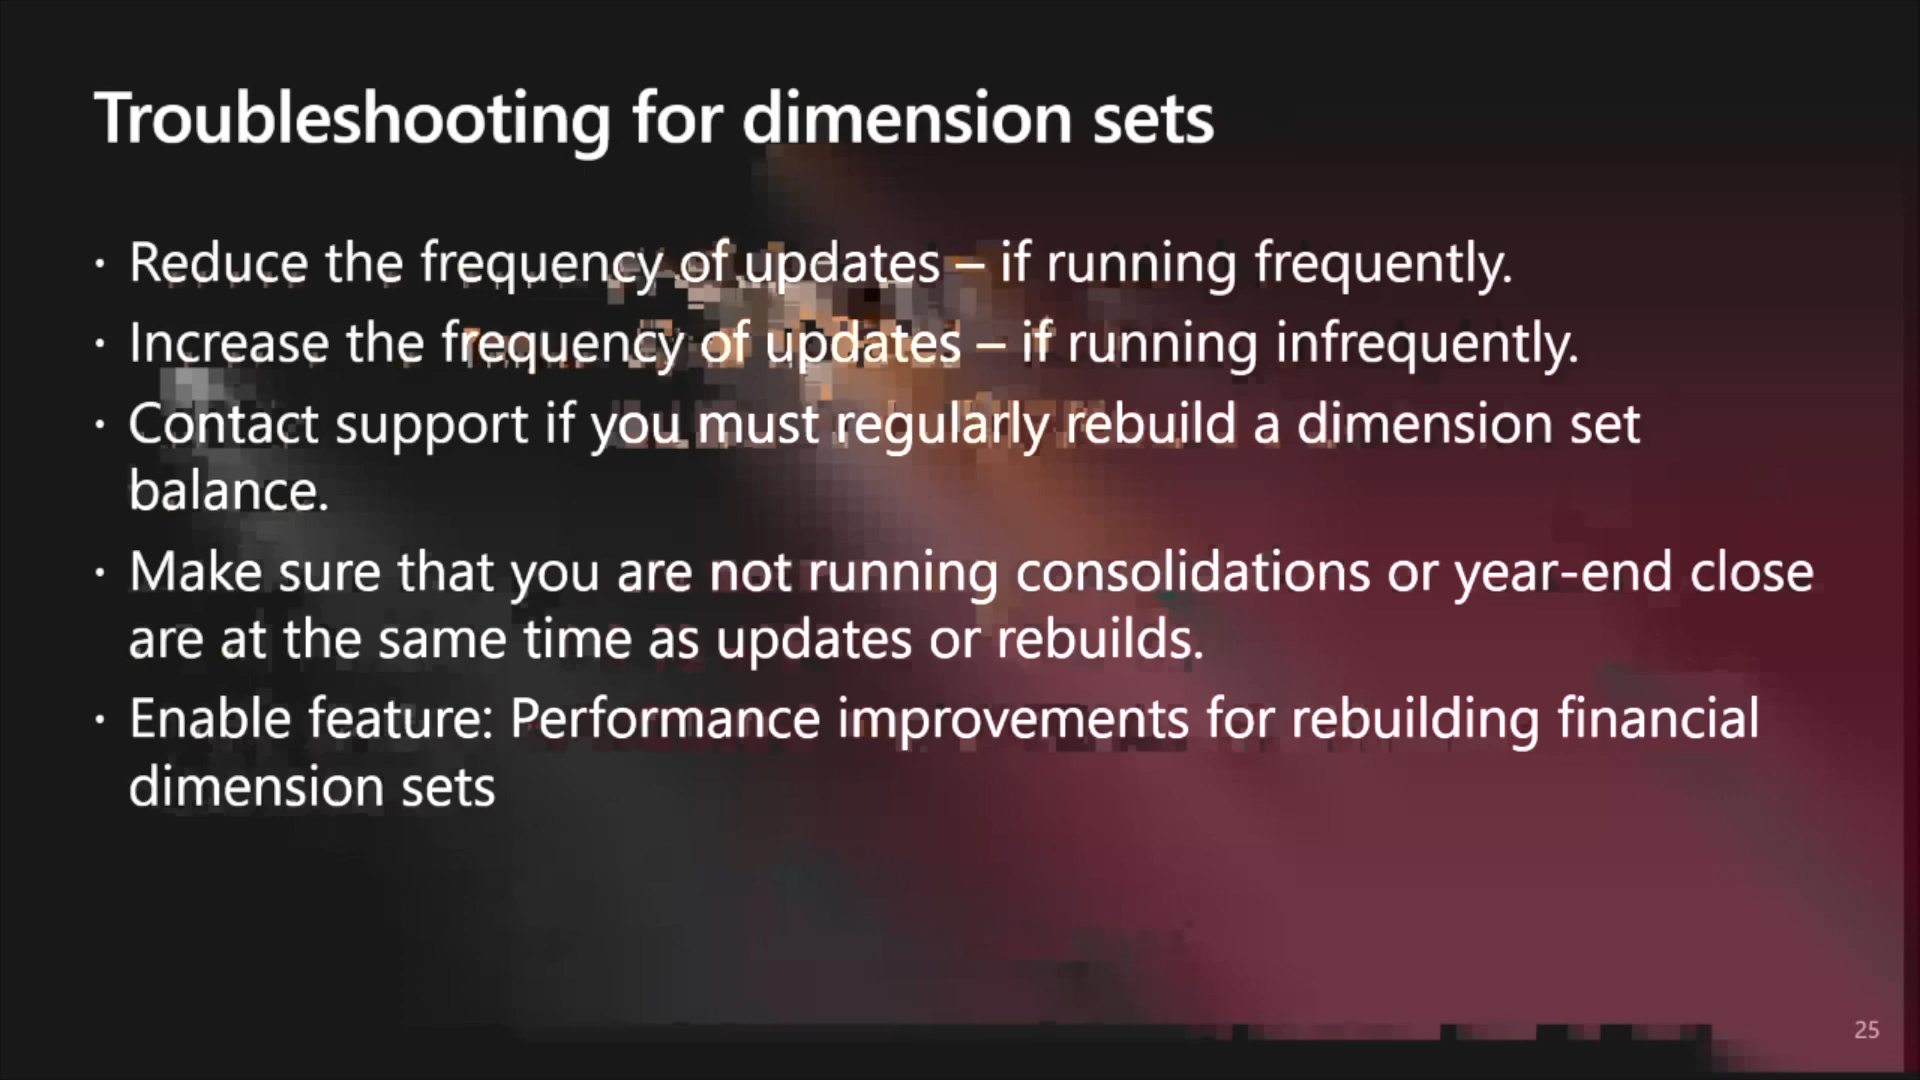 Troubleshooting for dimension sets
· Reduce the frequency of updates – if running frequently.
· Increase the frequency of updates – if running infrequently.
· Contact support if you must regularly rebuild a dimension set
balance.
· Make sure that you are not running consolidations or year-end close
are at the same time as updates or rebuilds.
· Enable feature: Performance improvements for rebuilding financial
dimension sets
25